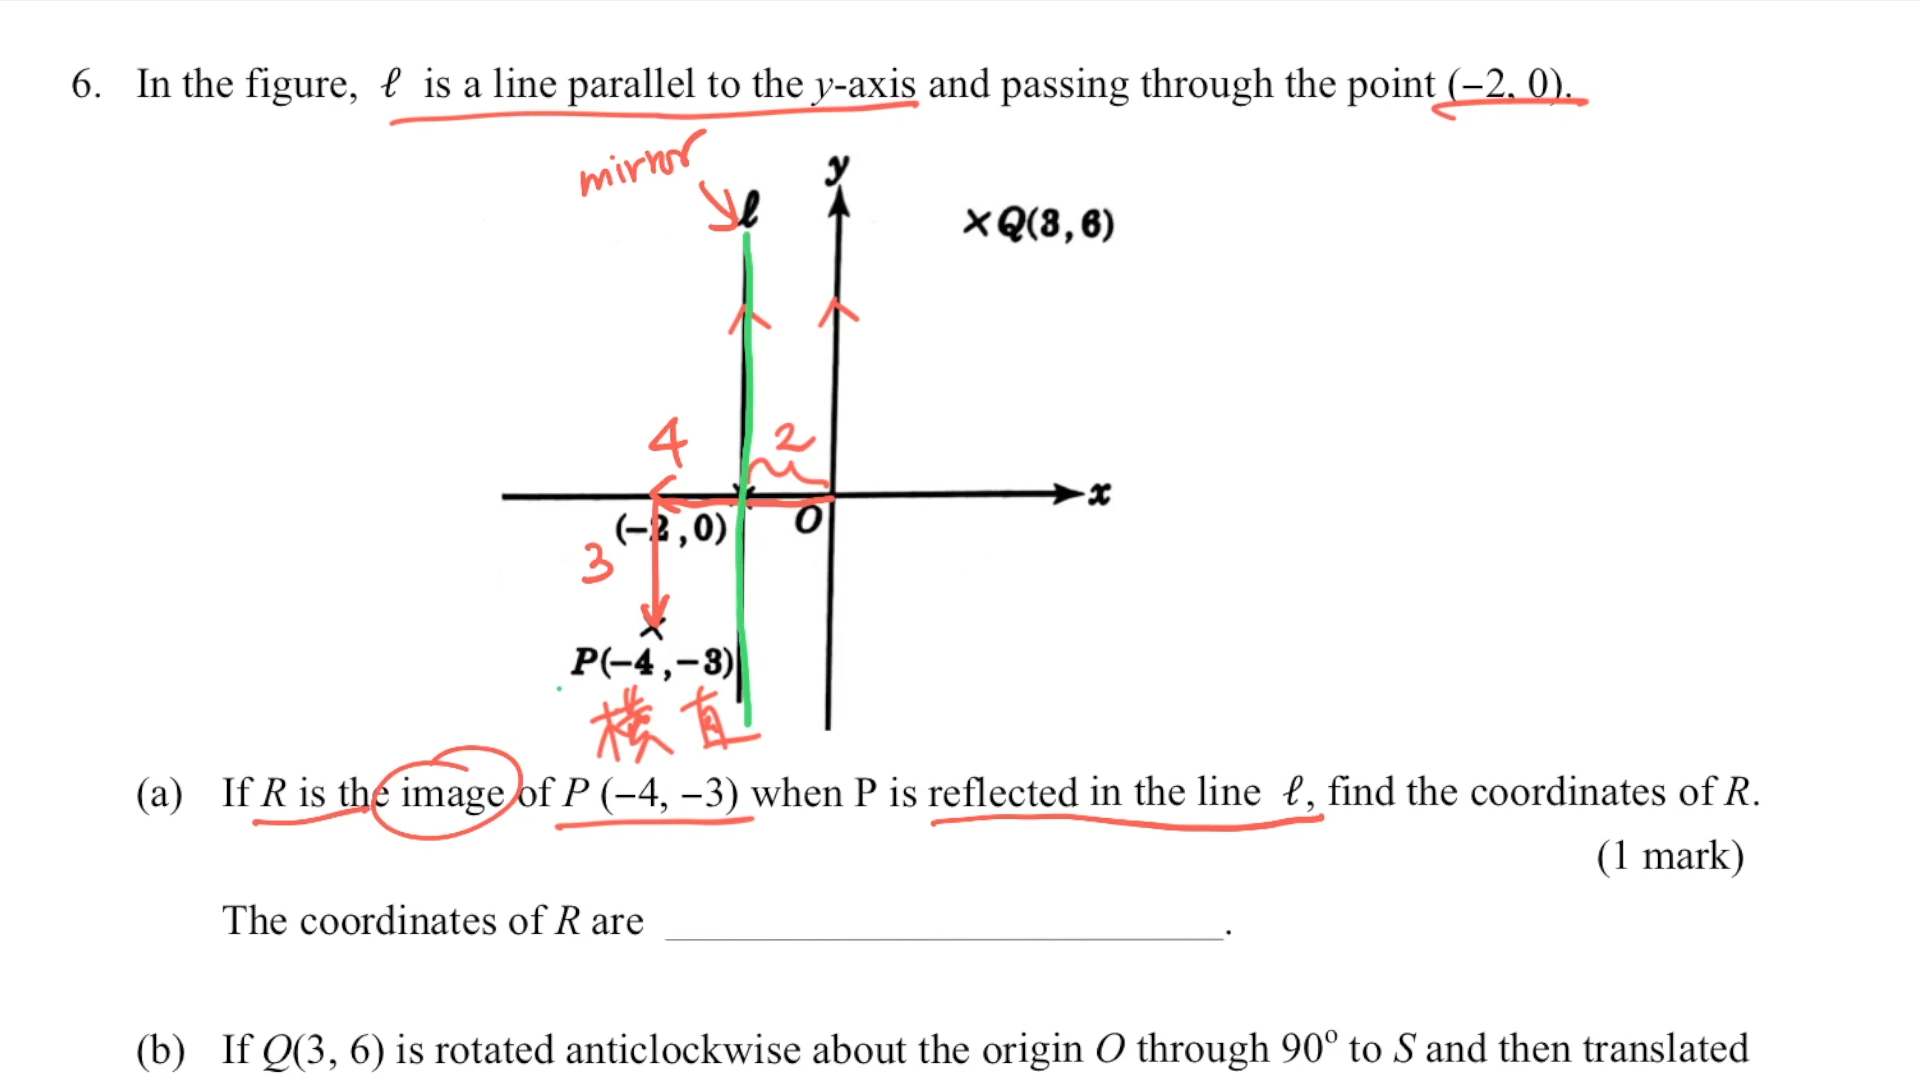 6. In the figure, ℓ is a line parallel to the y-axis and passing through the point (−2, 0).
mirror
y
ℓ
×Q(3,6)
4
2
x
(−2,0)
O
3
P(−4,−3)
横 直
(a) If R is the image of P (−4, −3) when P is reflected in the line ℓ, find the coordinates of R.
(1 mark)
The coordinates of R are ____________________.
(b) If Q(3, 6) is rotated anticlockwise about the origin O through 90° to S and then translated